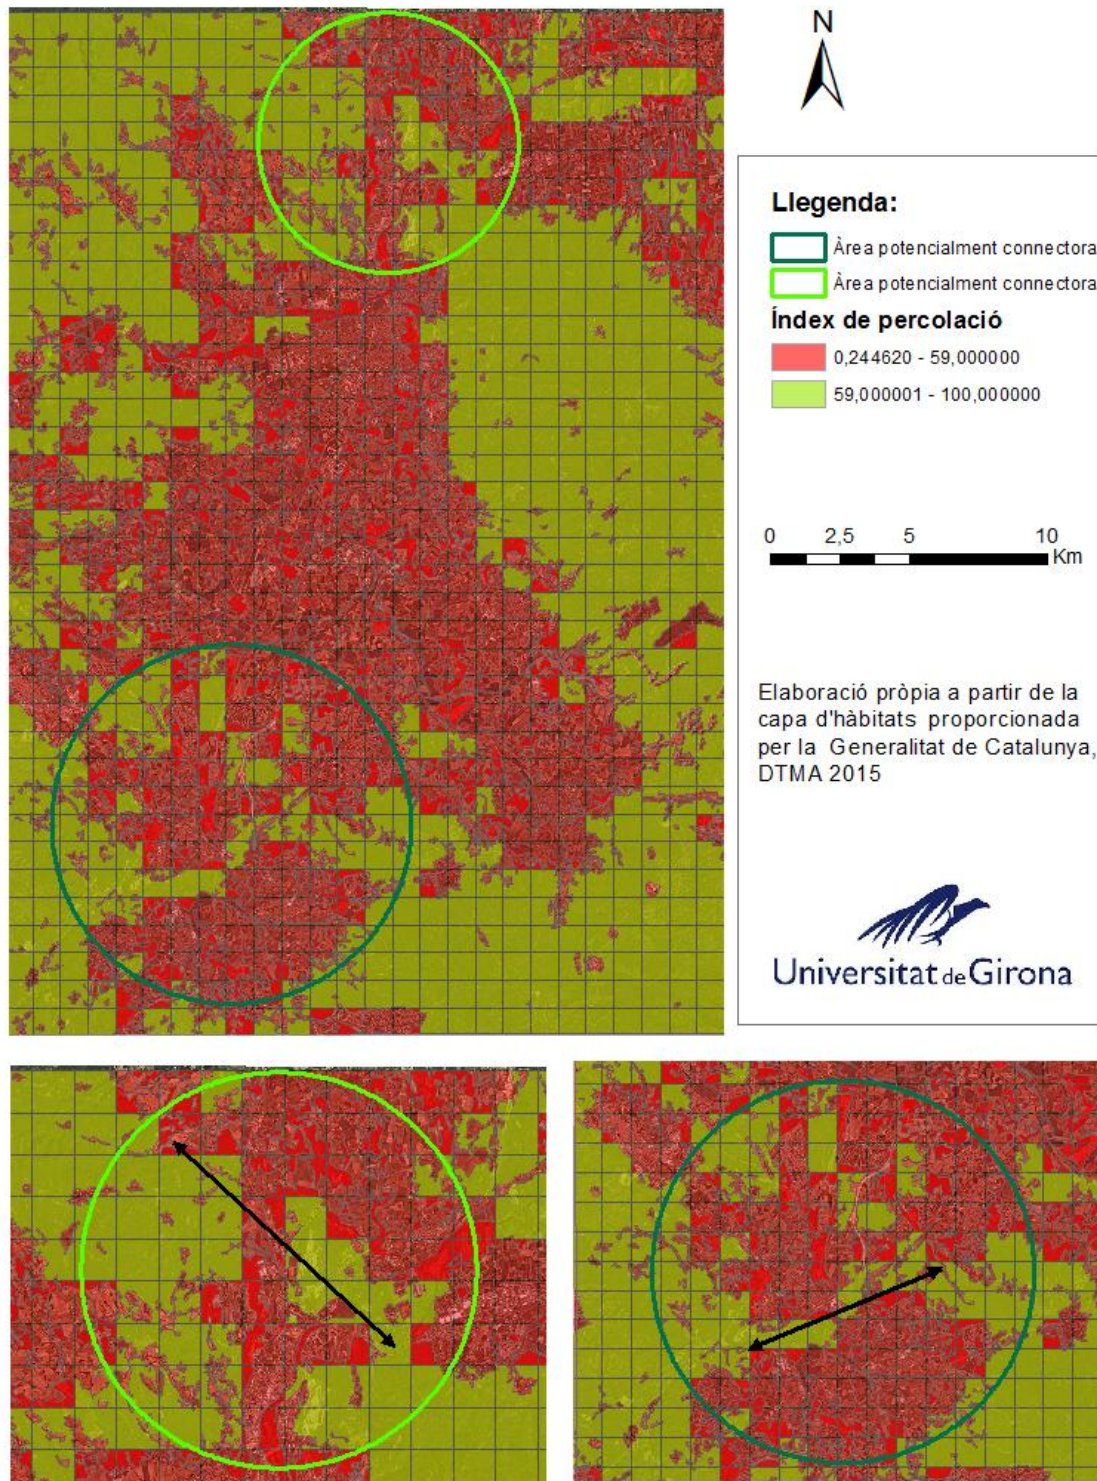 N
Llegenda:
Àrea potencialment connectora
Àrea potencialment connectora
Índex de percolació
0,244620 - 59,000000
59,000001 - 100,000000
0 2,5 5 10
Km
Elaboració pròpia a partir de la
capa d'hàbitats proporcionada
per la Generalitat de Catalunya,
DTMA 2015
Universitat de Girona